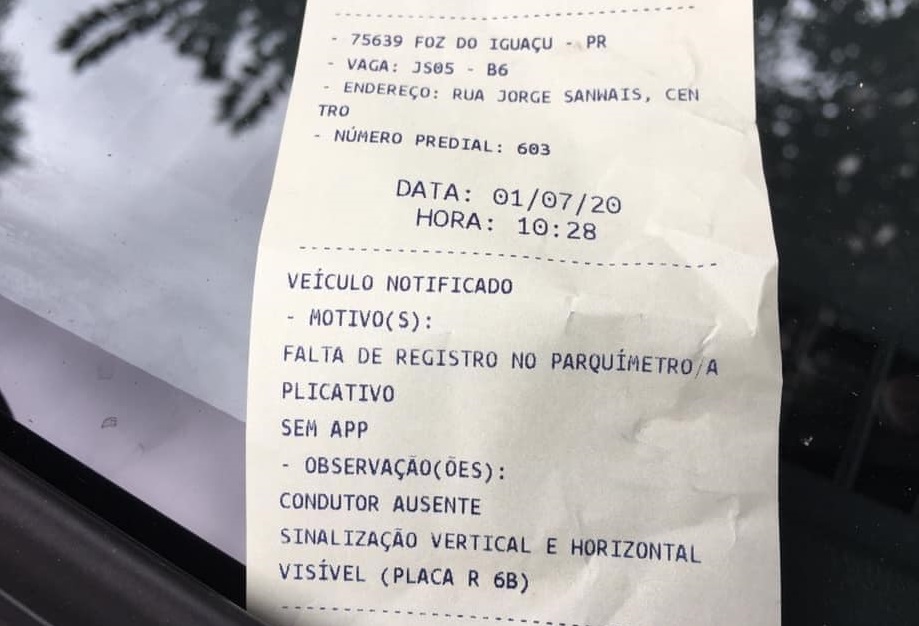 - 75639 FOZ DO IGUAÇU - PR
- VAGA: JS05 - B6
- ENDEREÇO: RUA JORGE SANWAIS, CEN
TRO
- NÚMERO PREDIAL: 603
DATA: 01/07/20
HORA: 10:28
VEÍCULO NOTIFICADO
- MOTIVO(S):
FALTA DE REGISTRO NO PARQUÍMETRO/A
PLICATIVO
SEM APP
- OBSERVAÇÃO(ÕES):
CONDUTOR AUSENTE
SINALIZAÇÃO VERTICAL E HORIZONTAL
VISÍVEL (PLACA R 6B)